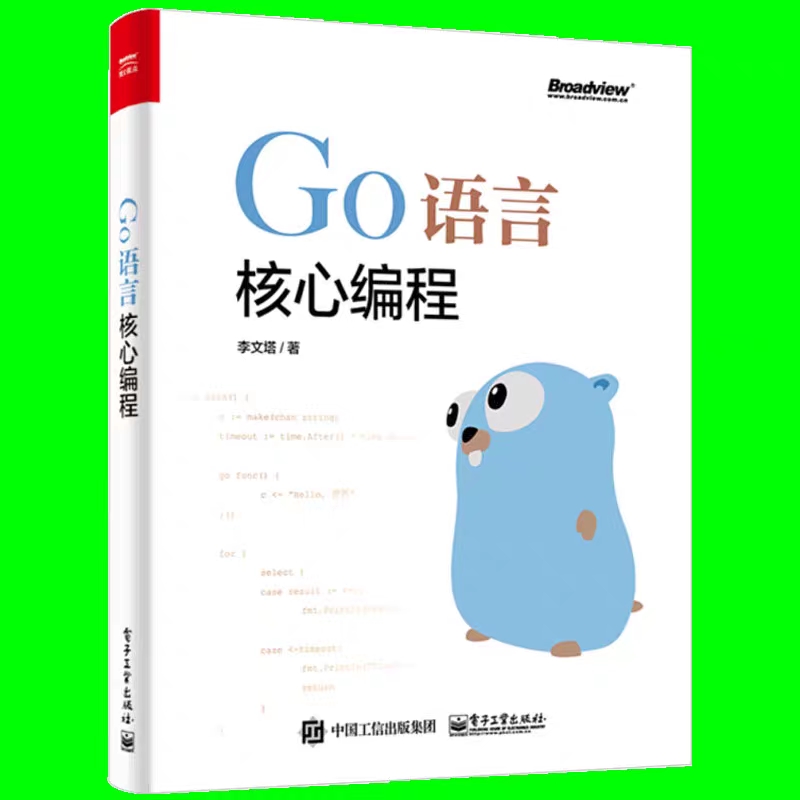 Broadview®
www.broadview.com.cn
Go语言
核心编程
李文塔 / 著
c := make(chan string)
timeout := time.After(
go func() {
c <- "Hello,
for {
select {
case result :=
case <-timeout:
return
}
中国工信出版集团
电子工业出版社
Broadview
Go语言
核心编程
电子工业出版社